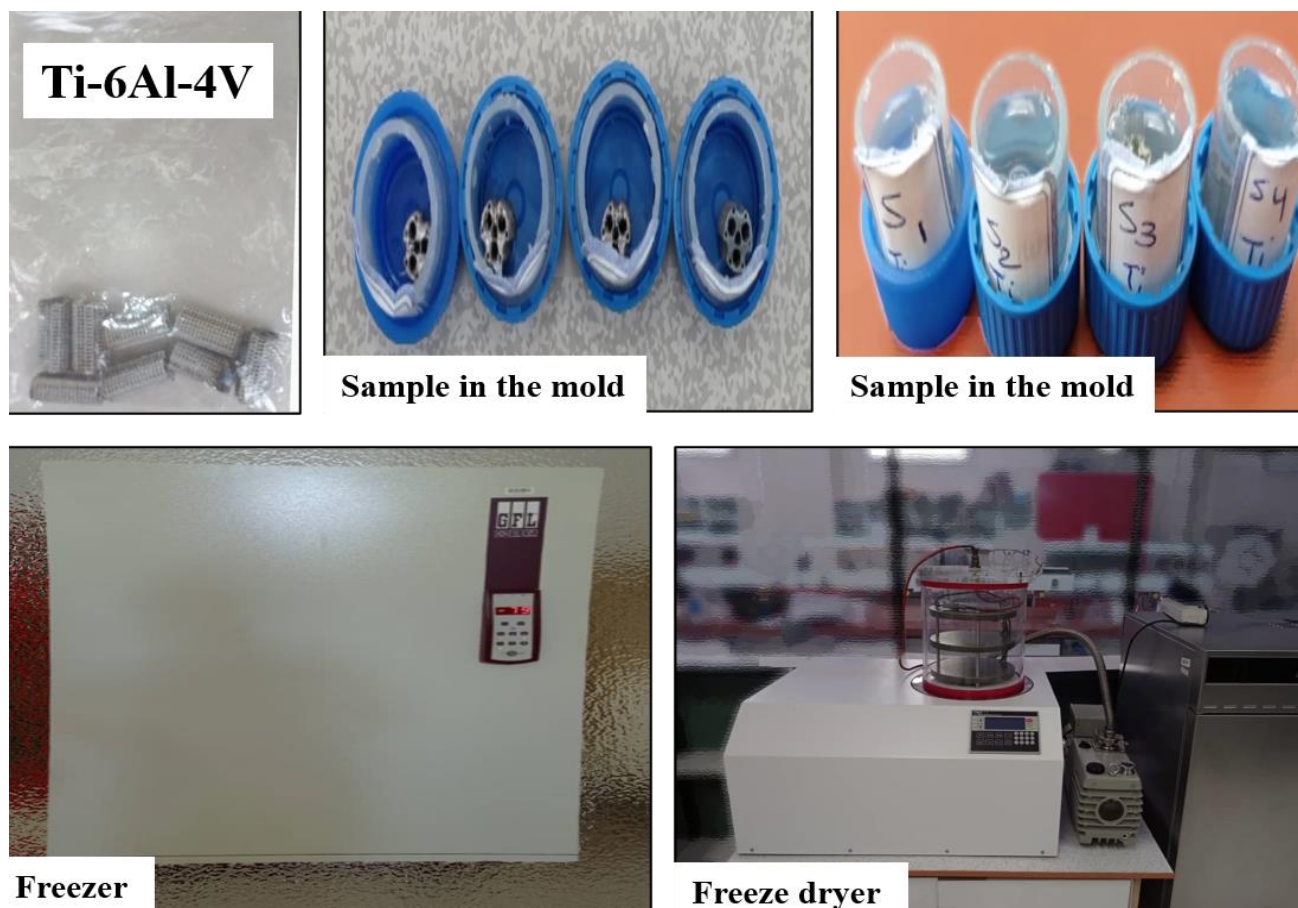 Ti-6Al-4V
Sample in the mold
Sample in the mold
S1
Ti
S2
Ti
S3
Ti
S4
Ti
GFL
Freezer
Freeze dryer